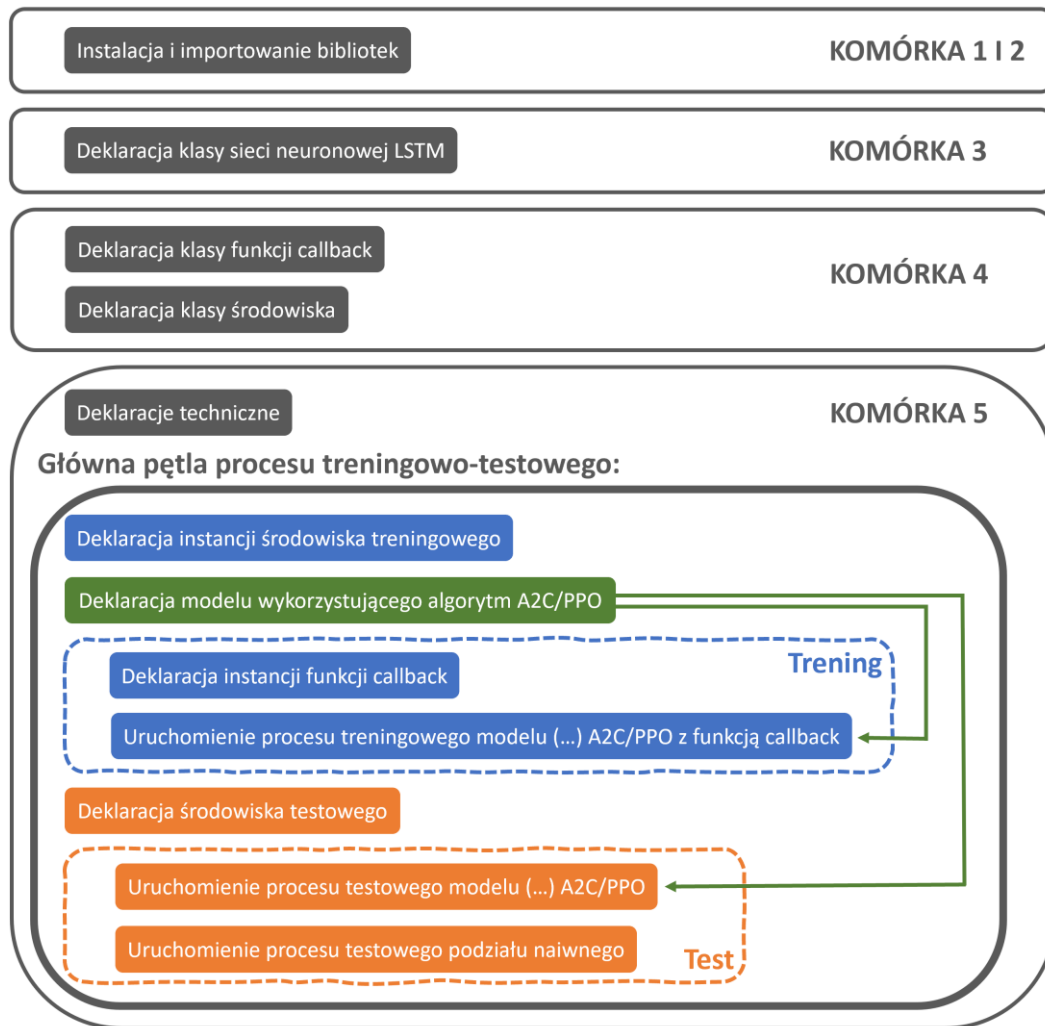 Instalacja i importowanie bibliotek
KOMÓRKA 1 I 2
Deklaracja klasy sieci neuronowej LSTM
KOMÓRKA 3
Deklaracja klasy funkcji callback
KOMÓRKA 4
Deklaracja klasy środowiska
Deklaracje techniczne
KOMÓRKA 5
Główna pętla procesu treningowo-testowego:
Deklaracja instancji środowiska treningowego
Deklaracja modelu wykorzystującego algorytm A2C/PPO
Trening
Deklaracja instancji funkcji callback
Uruchomienie procesu treningowego modelu (...) A2C/PPO z funkcją callback
Deklaracja środowiska testowego
Uruchomienie procesu testowego modelu (...) A2C/PPO
Uruchomienie procesu testowego podziału naiwnego
Test